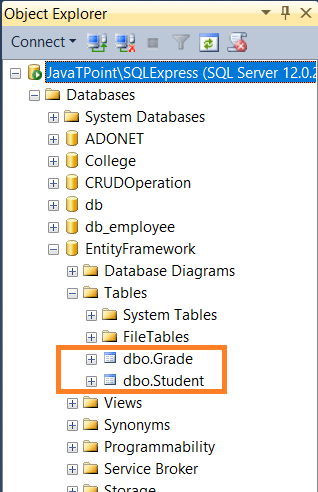 Object Explorer
Connect
JavaTPoint\SQLExpress (SQL Server 12.0.2
Databases
System Databases
ADONET
College
CRUDOperation
db
db_employee
EntityFramework
Database Diagrams
Tables
System Tables
FileTables
dbo.Grade
dbo.Student
Views
Synonyms
Programmability
Service Broker
Storage